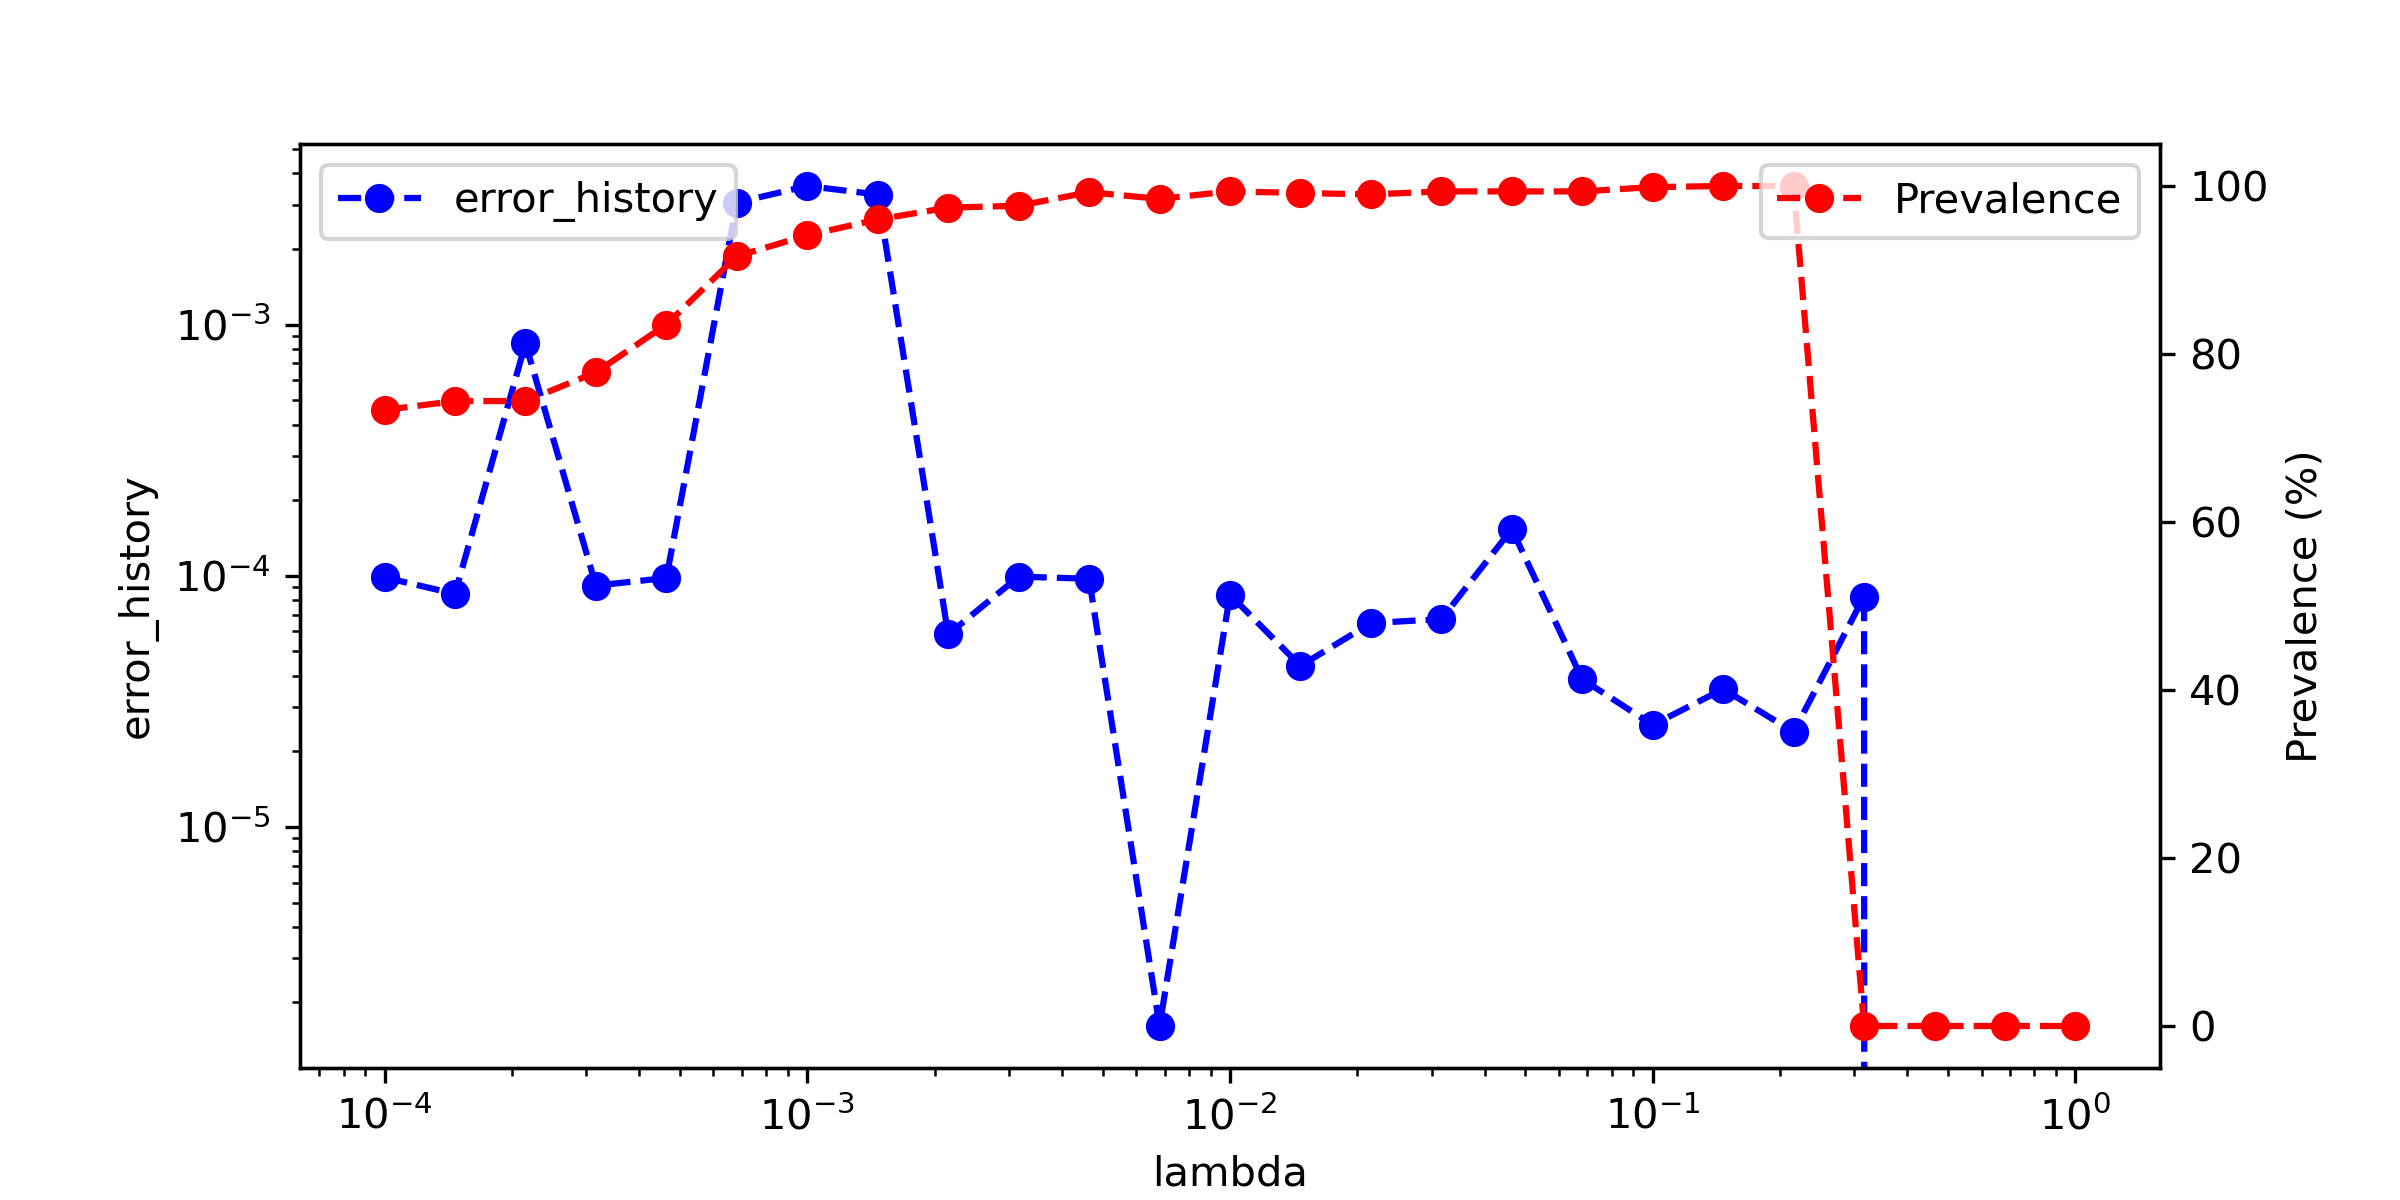 error_history
Prevalence
10⁻³
10⁻⁴
10⁻⁵
error_history
100
80
60
40
20
0
Prevalence (%)
10⁻⁴ 10⁻³ 10⁻² 10⁻¹ 10⁰
lambda